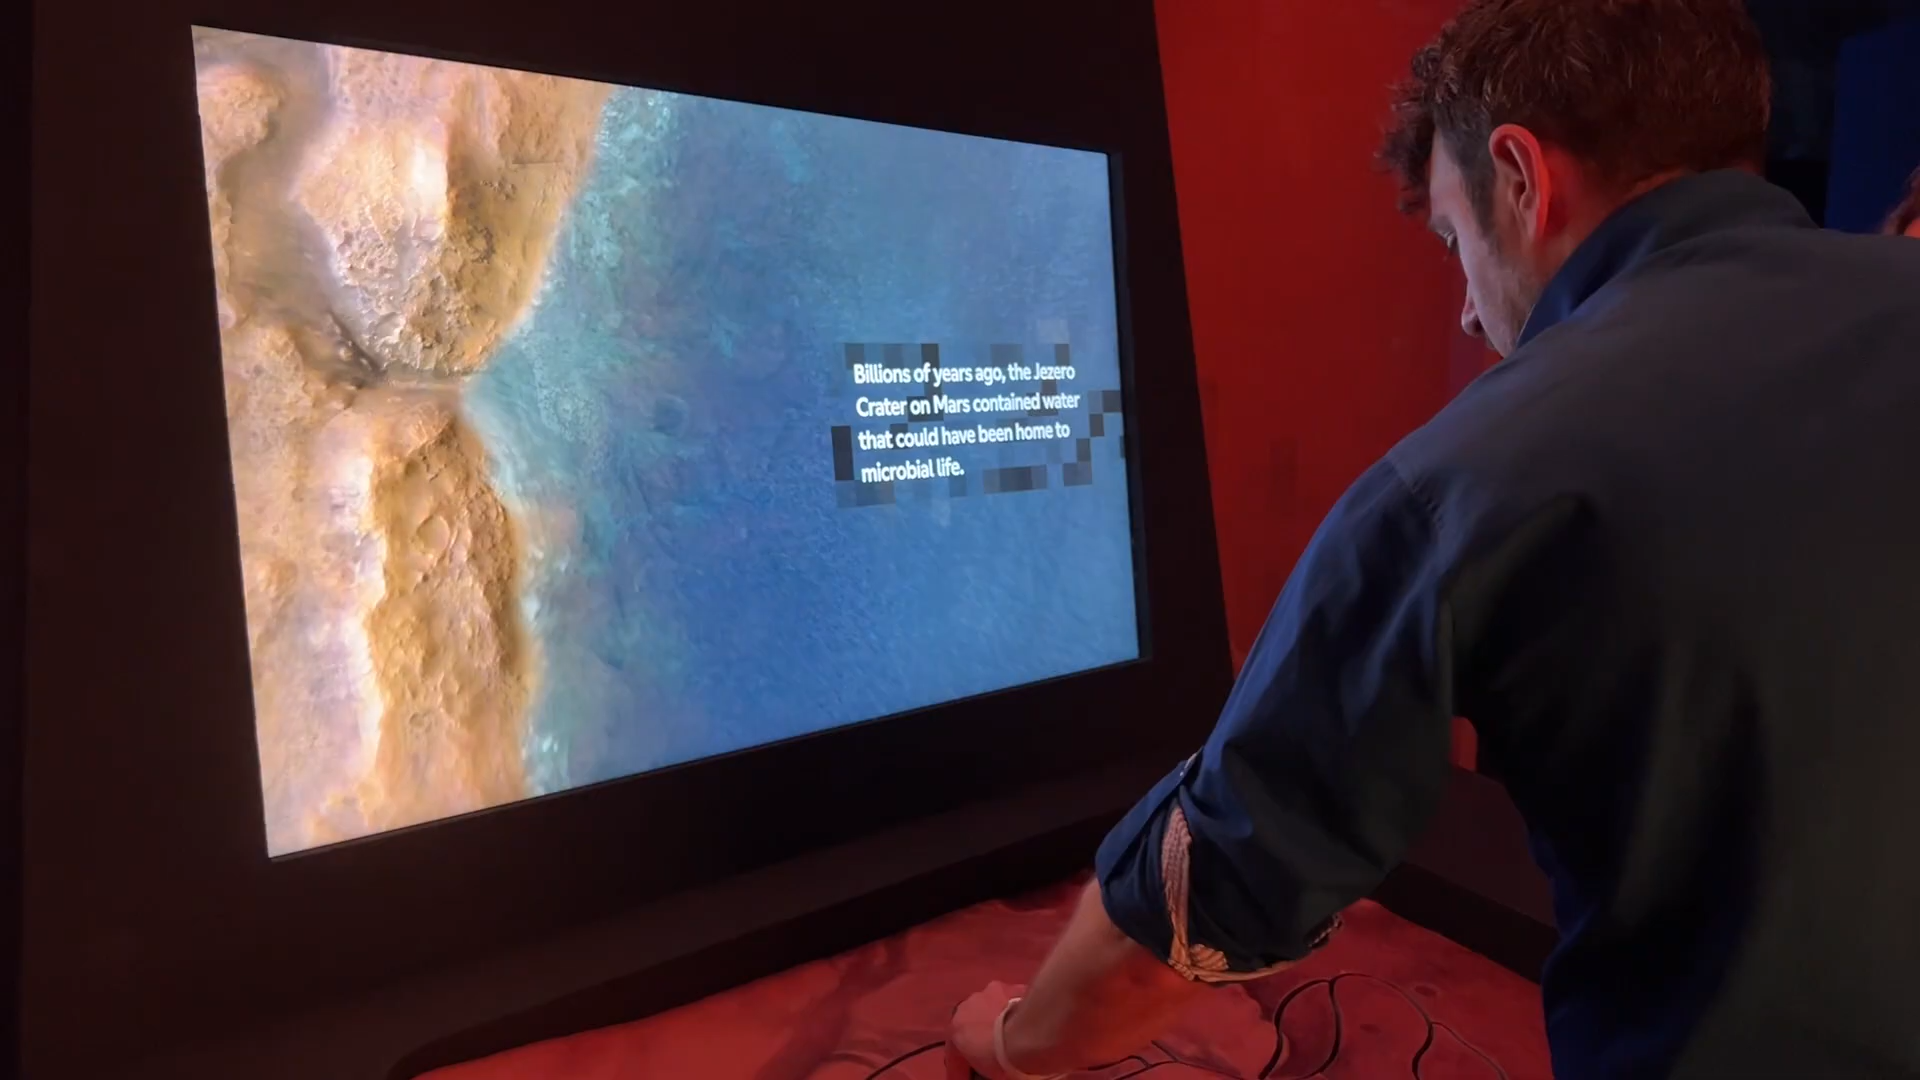 Billions of years ago, the Jezero
Crater on Mars contained water
that could have been home to
microbial life.